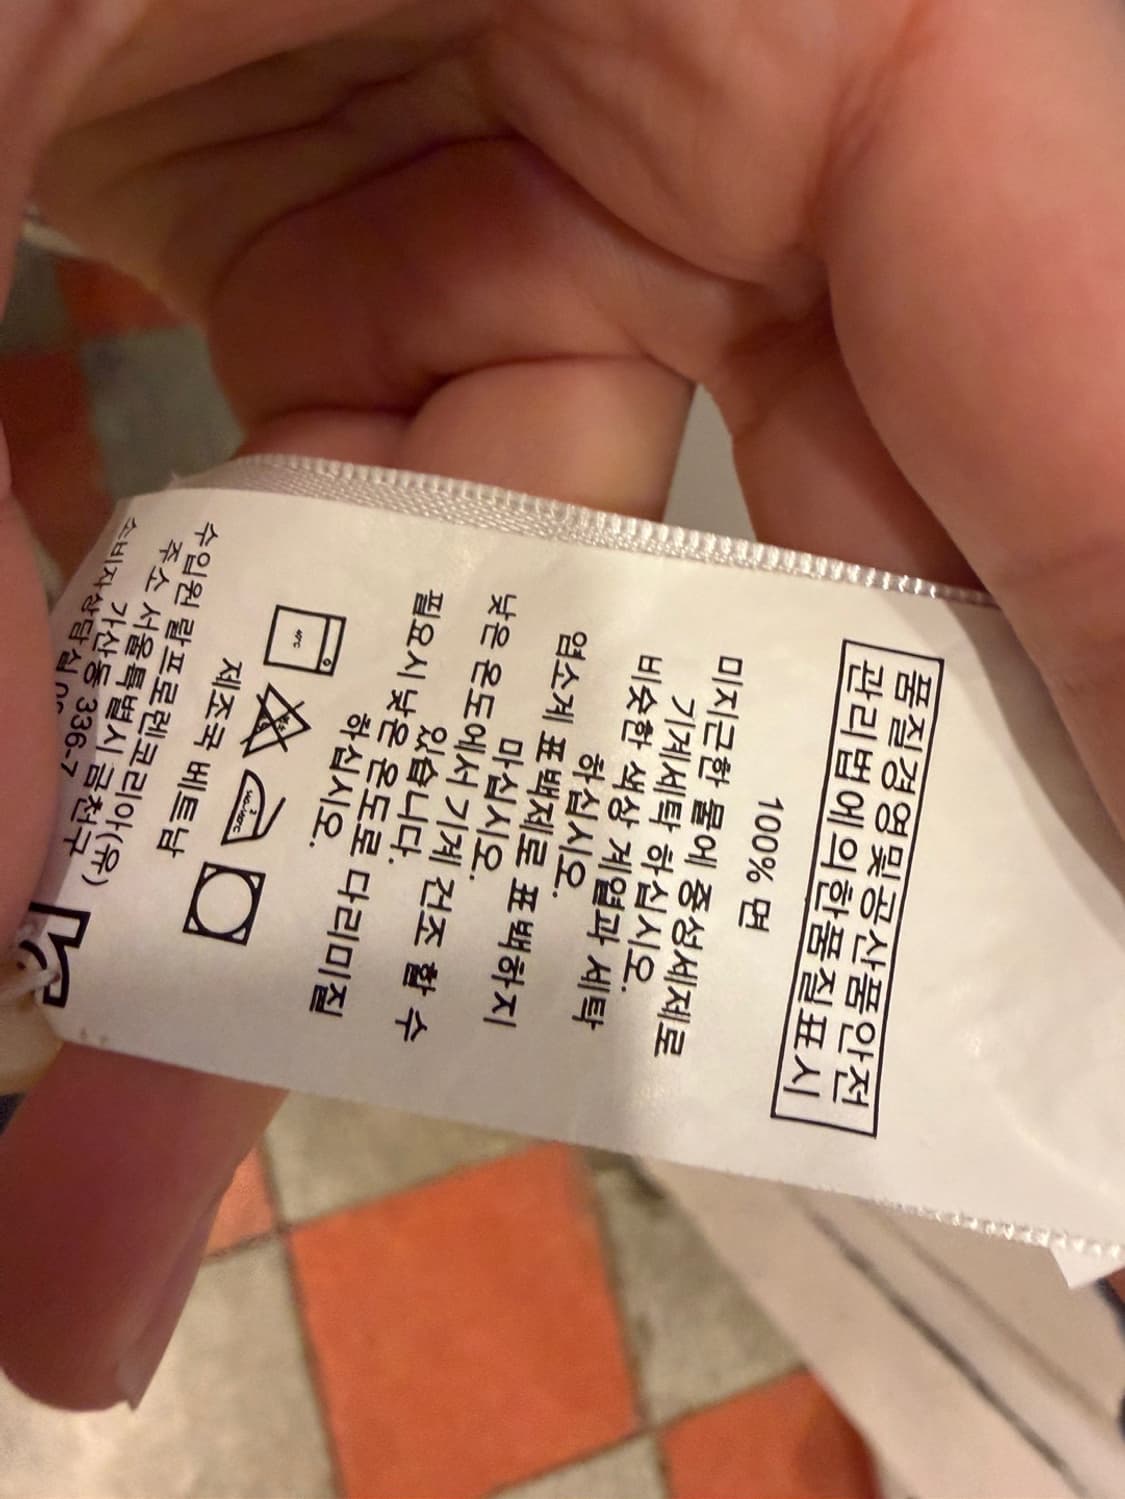 품질경영및공산품안전
관리법에의한품질표시
100% 면
미지근한 물에 중성세제로
기계세탁 하십시오.
비슷한 색상 계열과 세탁
하십시오.
염소계 표백제로 표백하지
마십시오.
낮은 온도에서 기계 건조 할 수
있습니다.
필요시 낮은 온도로 다리미질
하십시오.
제조국 베트남
수입원 랄프로렌코리아(유)
주소 서울특별시 금천구
가산동 336-7
소비자상담실